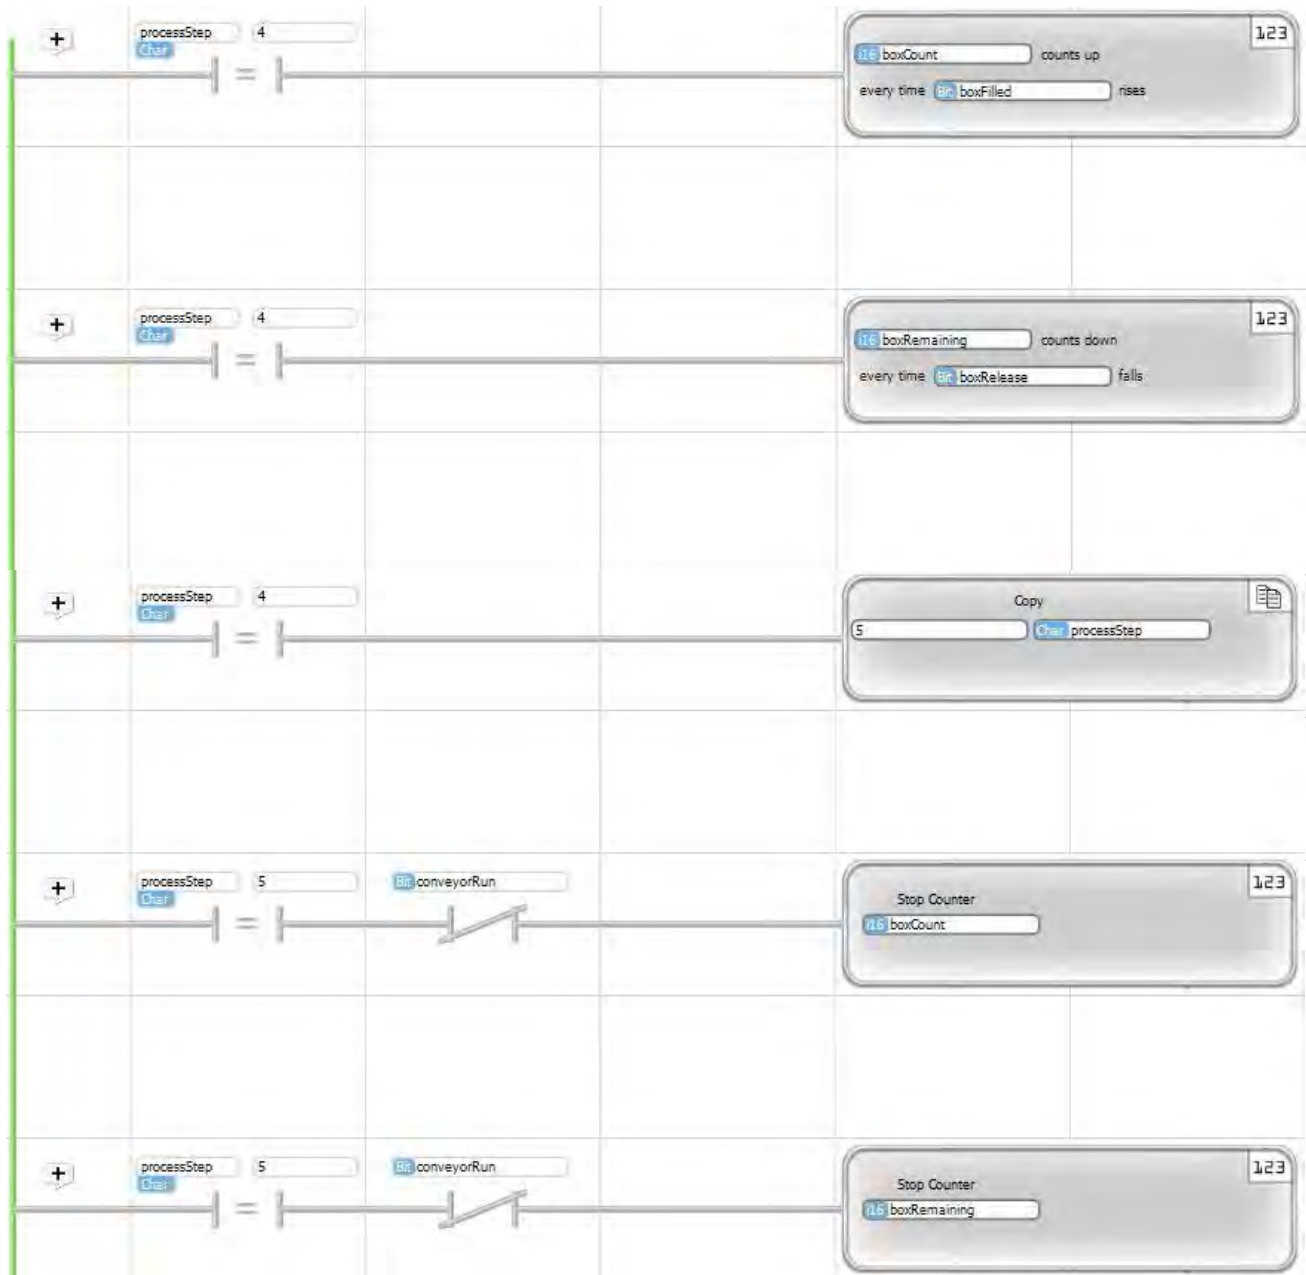 processStep 4
Char
=
123
i16 boxCount counts up
every time Bit boxFilled rises
processStep 4
Char
=
123
i16 boxRemaining counts down
every time Bit boxRelease falls
processStep 4
Char
=
Copy
5 Char processStep
processStep 5 Bit conveyorRun
Char
=
123
Stop Counter
i16 boxCount
processStep 5 Bit conveyorRun
Char
=
123
Stop Counter
i16 boxRemaining